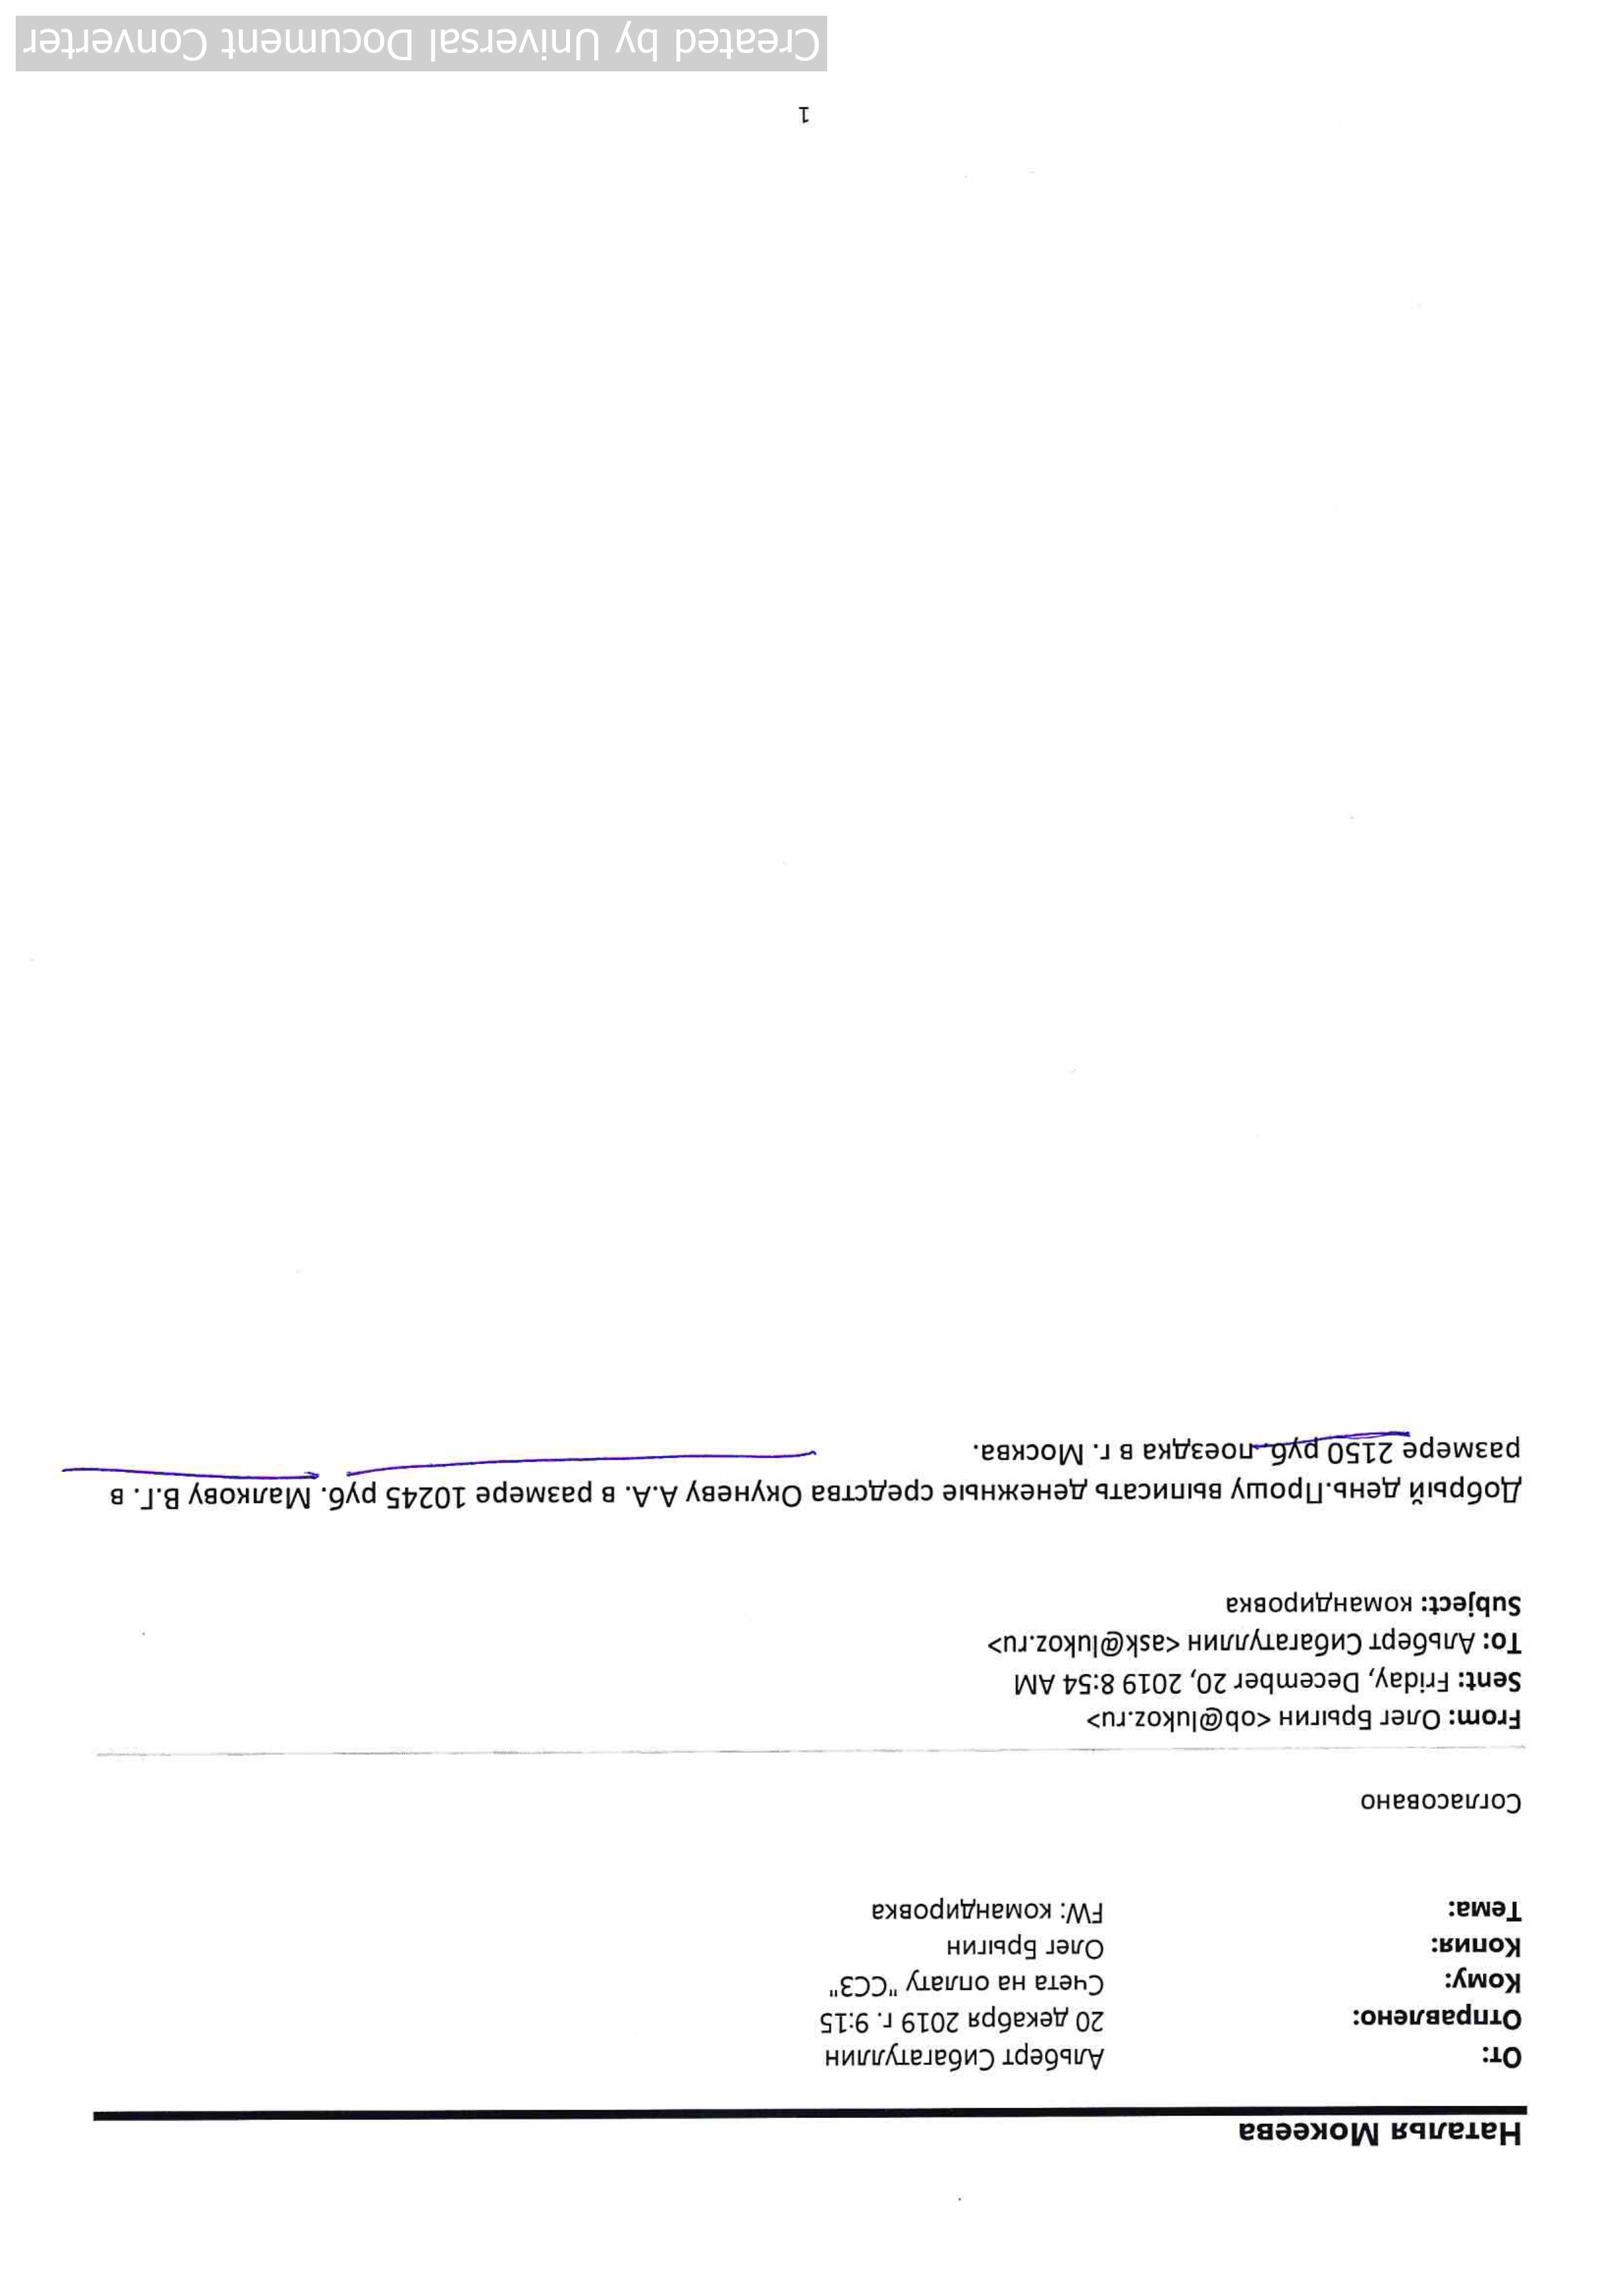 Наталья Мокеева
От: Альберт Сибагатуллин
Отправлено: 20 декабря 2019 г. 9:15
Кому: Счета на оплату "ССЗ"
Копия: Олег Брыгин
Тема: FW: командировка
Согласовано
From: Олег Брыгин <ob@lukoz.ru>
Sent: Friday, December 20, 2019 8:54 AM
To: Альберт Сибагатуллин <ask@lukoz.ru>
Subject: командировка
Добрый день.Прошу выписать денежные средства Окуневу А.А. в размере 10245 руб. Малкову В.Г. в
размере 2150 руб. поездка в г. Москва.
1
Created by Universal Document Converter